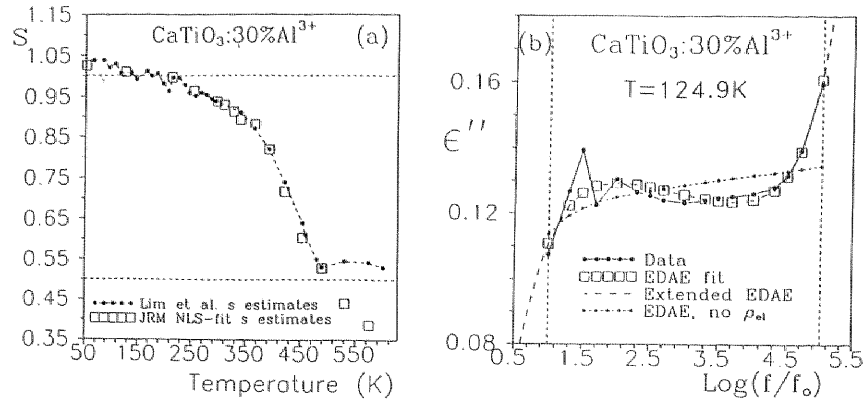 CaTiO₃:30%Al³⁺ (a)
S
1.15
1.05
0.95
0.85
0.75
0.65
0.55
0.45
0.35
Lim et al. s estimates
JRM NLS-fit s estimates
50 150 250 350 450 550 650
Temperature (K)
(b) CaTiO₃:30%Al³⁺
T=124.9K
ϵ''
0.16
0.12
0.08
Data
EDAE fit
Extended EDAE
EDAE, no ρₑₗ
0.5 1.5 2.5 3.5 4.5 5.5
Log(f/fₒ)